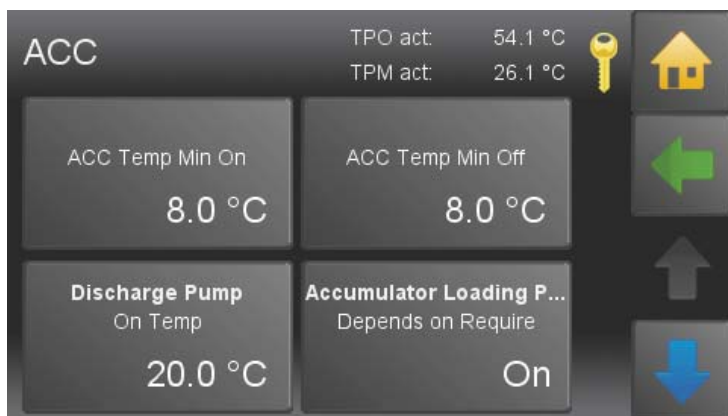 ACC
TPO act: 54.1 °C
TPM act: 26.1 °C
ACC Temp Min On
8.0 °C
ACC Temp Min Off
8.0 °C
Discharge Pump
On Temp
20.0 °C
Accumulator Loading P...
Depends on Require
On